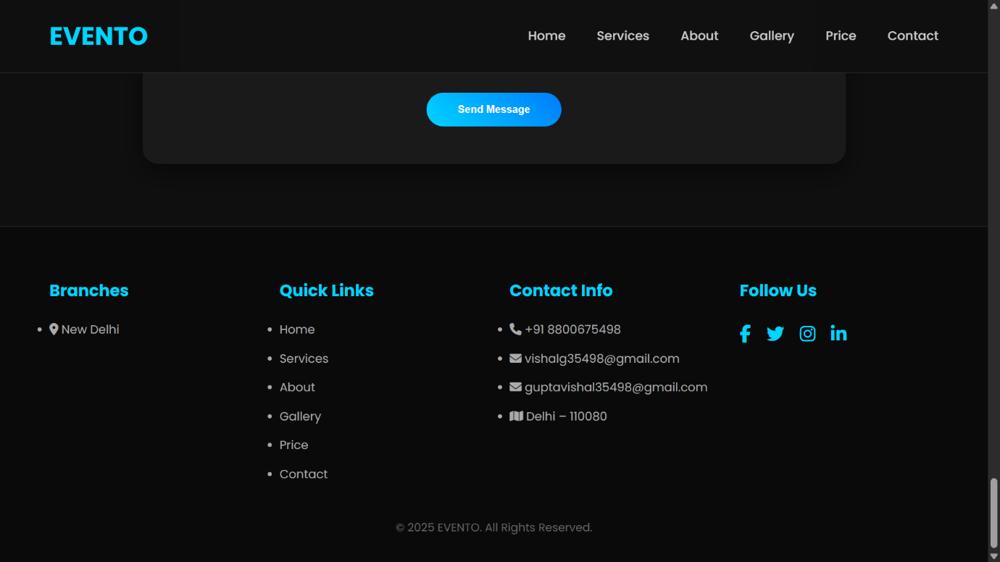 EVENTO
Home
Services
About
Gallery
Price
Contact
Send Message
Branches
New Delhi
Quick Links
Home
Services
About
Gallery
Price
Contact
Contact Info
+91 8800675498
vishalg35498@gmail.com
guptavishal35498@gmail.com
Delhi – 110080
Follow Us
© 2025 EVENTO. All Rights Reserved.